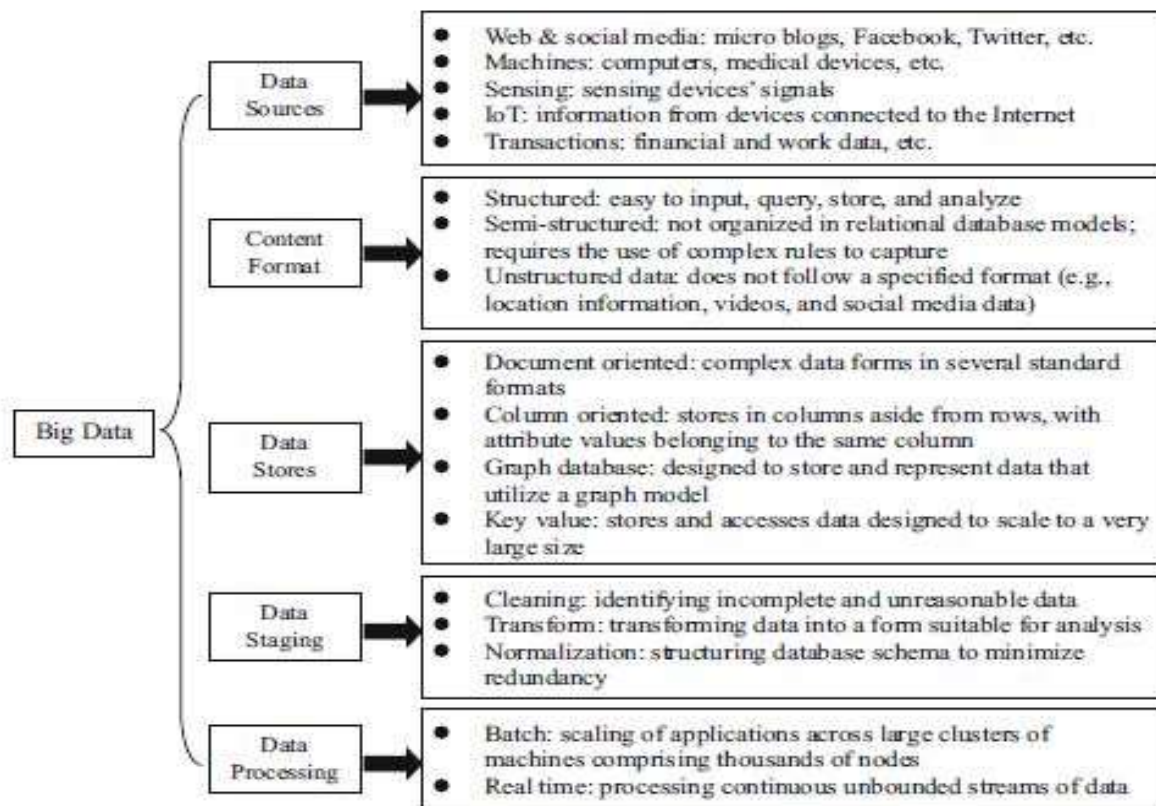 Big Data
Data
Sources
● Web & social media: micro blogs, Facebook, Twitter, etc.
● Machines: computers, medical devices, etc.
● Sensing: sensing devices' signals
● IoT: information from devices connected to the Internet
● Transactions: financial and work data, etc.
Content
Format
● Structured: easy to input, query, store, and analyze
● Semi-structured: not organized in relational database models;
requires the use of complex rules to capture
● Unstructured data: does not follow a specified format (e.g.,
location information, videos, and social media data)
Data
Stores
● Document oriented: complex data forms in several standard
formats
● Column oriented: stores in columns aside from rows, with
attribute values belonging to the same column
● Graph database: designed to store and represent data that
utilize a graph model
● Key value: stores and accesses data designed to scale to a very
large size
Data
Staging
● Cleaning: identifying incomplete and unreasonable data
● Transform: transforming data into a form suitable for analysis
● Normalization: structuring database schema to minimize
redundancy
Data
Processing
● Batch: scaling of applications across large clusters of
machines comprising thousands of nodes
● Real time: processing continuous unbounded streams of data